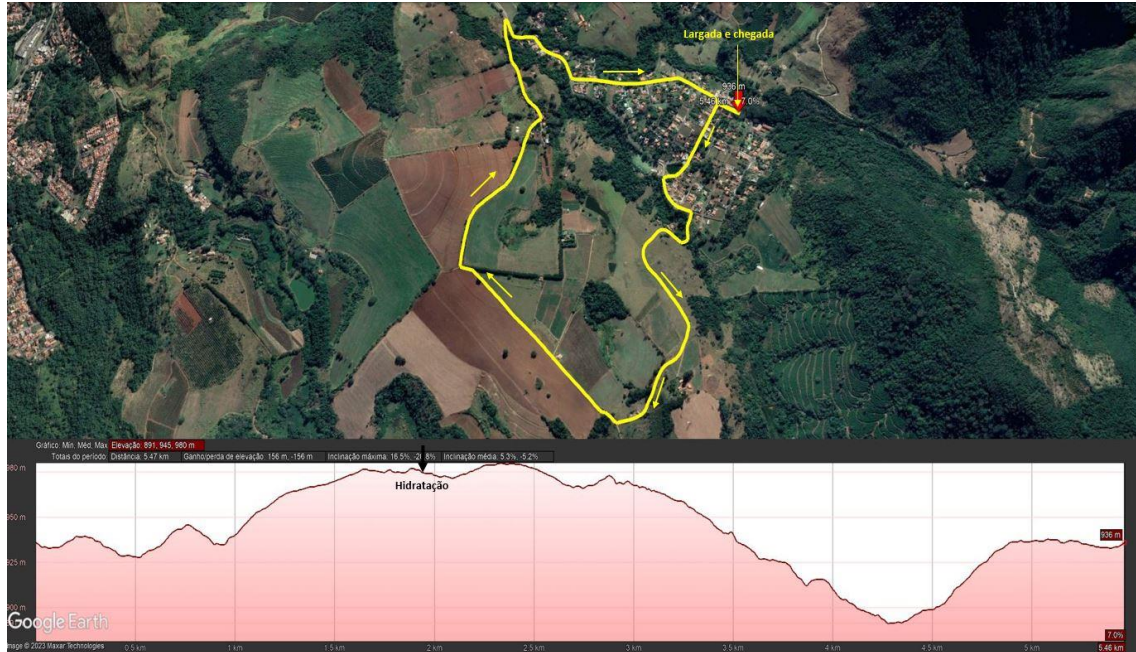 Largada e chegada
936 m
5.46 km 7.0%
Gráfico: Min, Méd, Max Elevação: 891, 945, 980 m
Totais do período: Distância: 5.47 km Ganho/perda de elevação: 156 m, -156 m Inclinação máxima: 16.5%, Inclinação média: 5.3%, -5.2%
980 m
Hidratação
950 m
936 m
925 m
900 m
Google Earth
7.0%
Image © 2023 Maxar Technologies
0.5 km 1 km 1.5 km 2 km 2.5 km 3 km 3.5 km 4 km 4.5 km 5 km 5.46 km